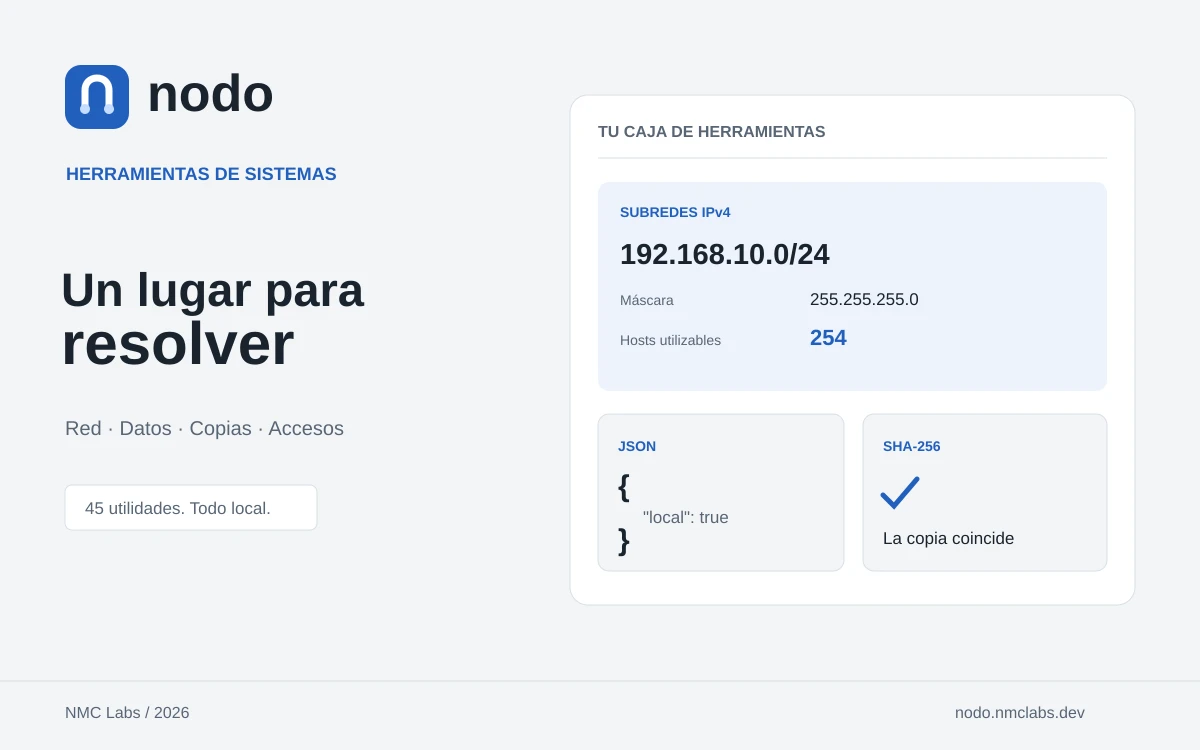 nodo
HERRAMIENTAS DE SISTEMAS
Un lugar para
resolver
Red · Datos · Copias · Accesos
45 utilidades. Todo local.
TU CAJA DE HERRAMIENTAS
SUBREDES IPv4
192.168.10.0/24
Máscara 255.255.255.0
Hosts utilizables 254
JSON
{
"local": true
}
SHA-256
La copia coincide
NMC Labs / 2026
nodo.nmclabs.dev